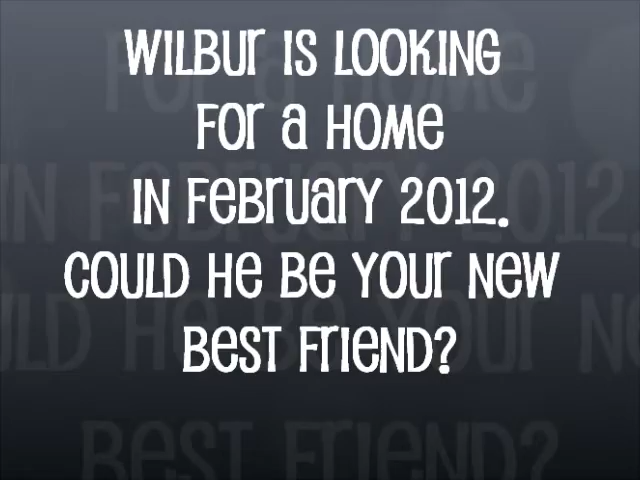 WILBUR IS LOOKING
FOR A HOME
IN FEBRUARY 2012.
COULD HE BE YOUR NEW
BEST FRIEND?